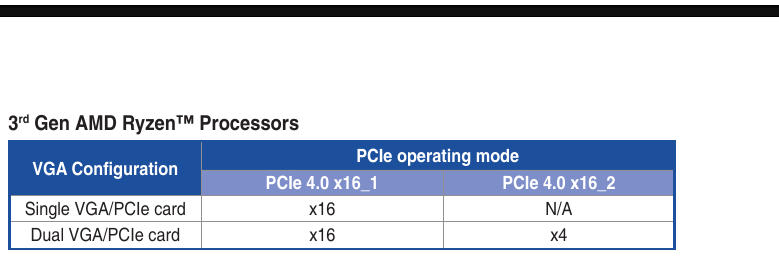 3rd Gen AMD Ryzen™ Processors
VGA Configuration PCIe operating mode
PCIe 4.0 x16_1 PCIe 4.0 x16_2
Single VGA/PCIe card x16 N/A
Dual VGA/PCIe card x16 x4